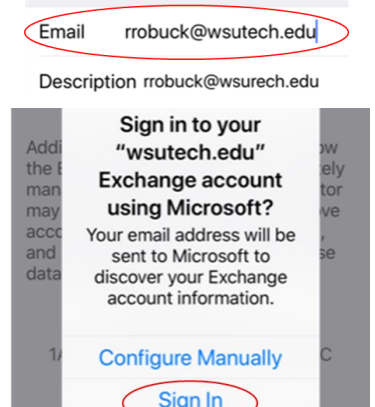 Email rrobuck@wsutech.edu
Description rrobuck@wsurech.edu
Sign in to your
"wsutech.edu"
Exchange account
using Microsoft?
Your email address will be
sent to Microsoft to
discover your Exchange
account information.
Configure Manually
Sign In